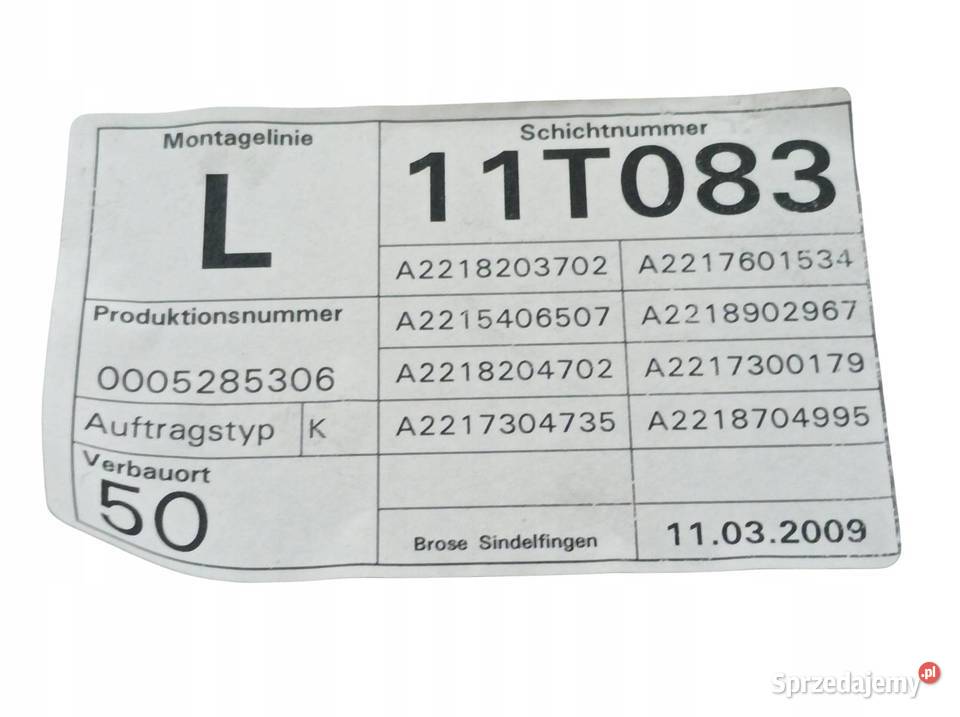 Montagelinie
L
Schichtnummer
11T083
A2218203702 A2217601534
Produktionsnummer
0005285306
A2215406507 A2218902967
A2218204702 A2217300179
Auftragstyp K
A2217304735 A2218704995
Verbauort
50
Brose Sindelfingen 11.03.2009
Sprzedajemy.pl